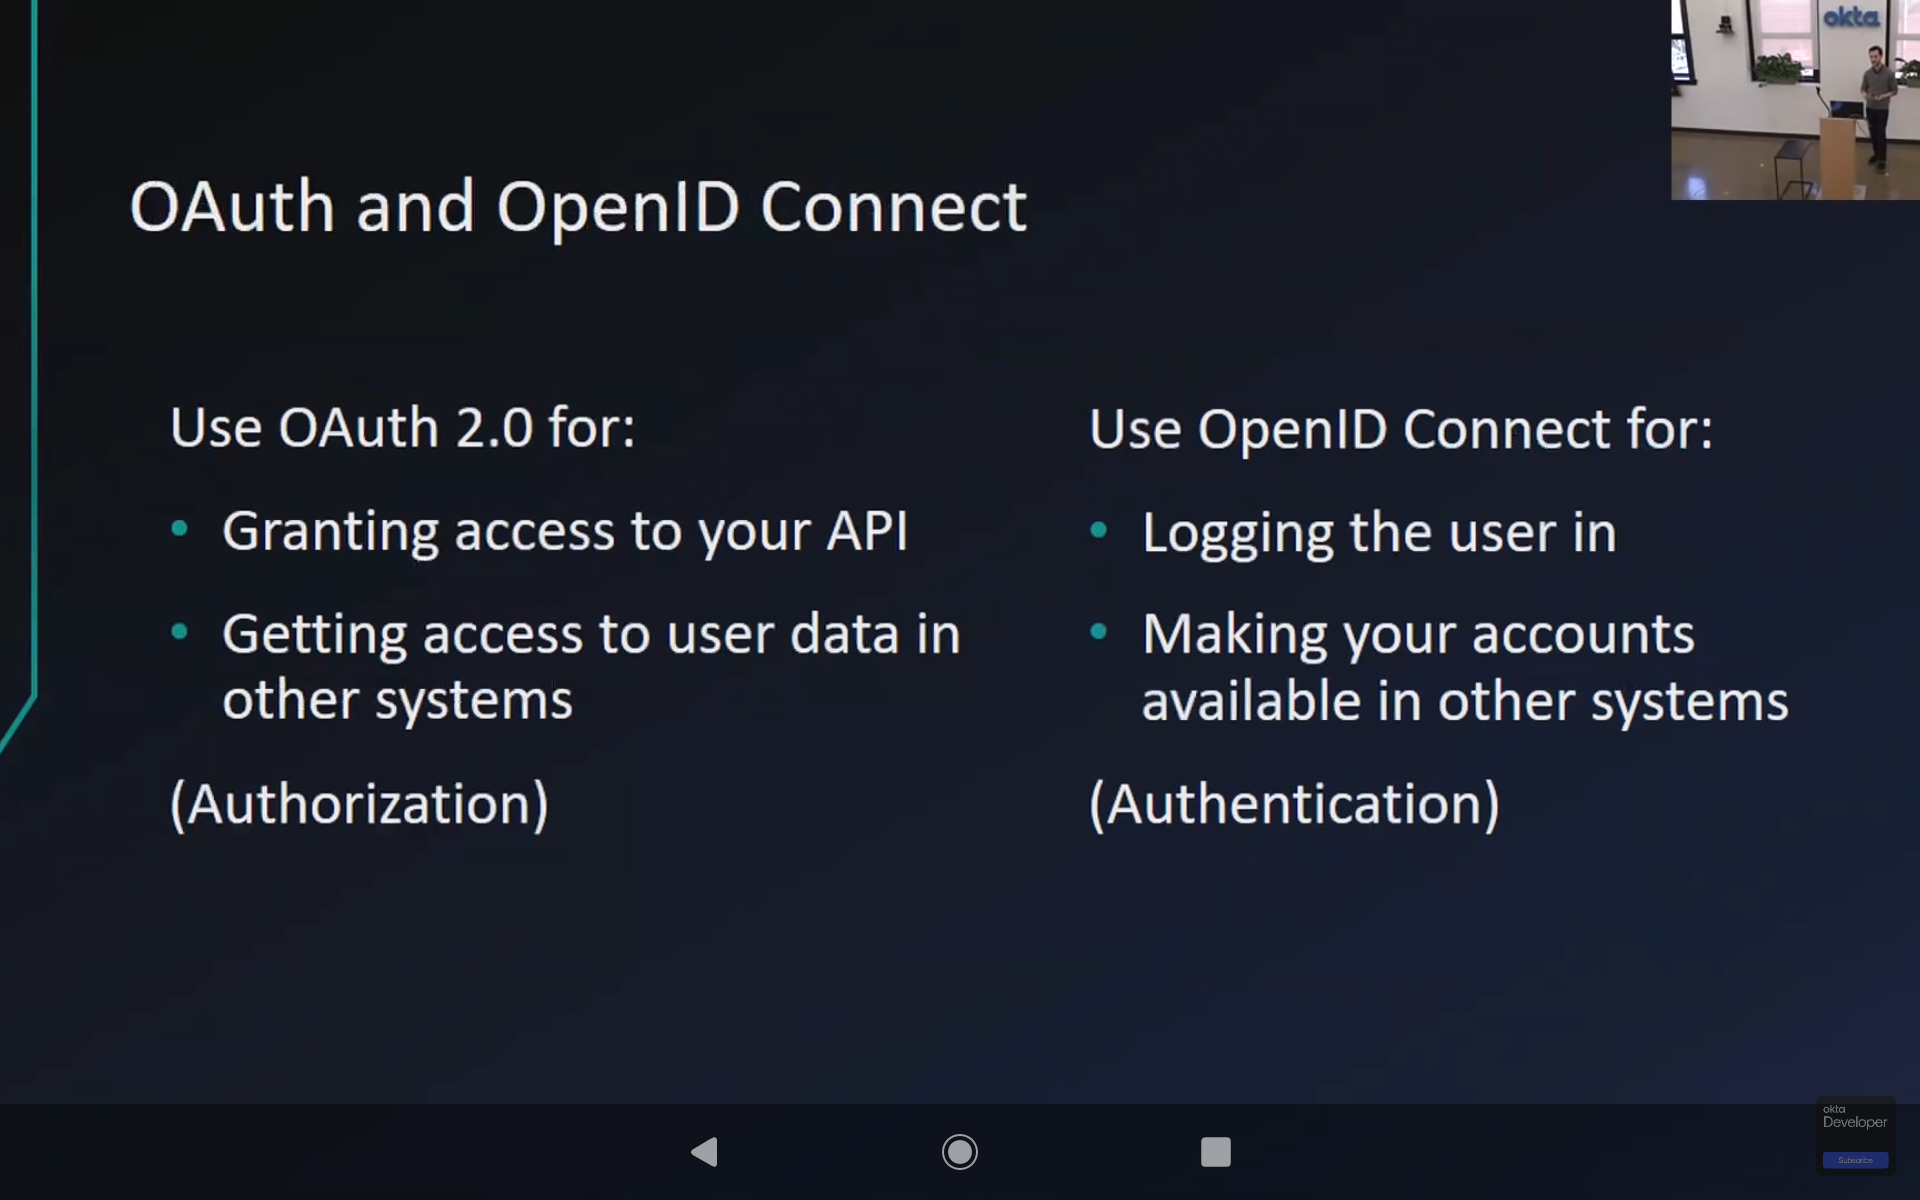 okta
OAuth and OpenID Connect
Use OAuth 2.0 for:
• Granting access to your API
• Getting access to user data in
other systems
(Authorization)
Use OpenID Connect for:
• Logging the user in
• Making your accounts
available in other systems
(Authentication)
okta
Developer
Subscribe